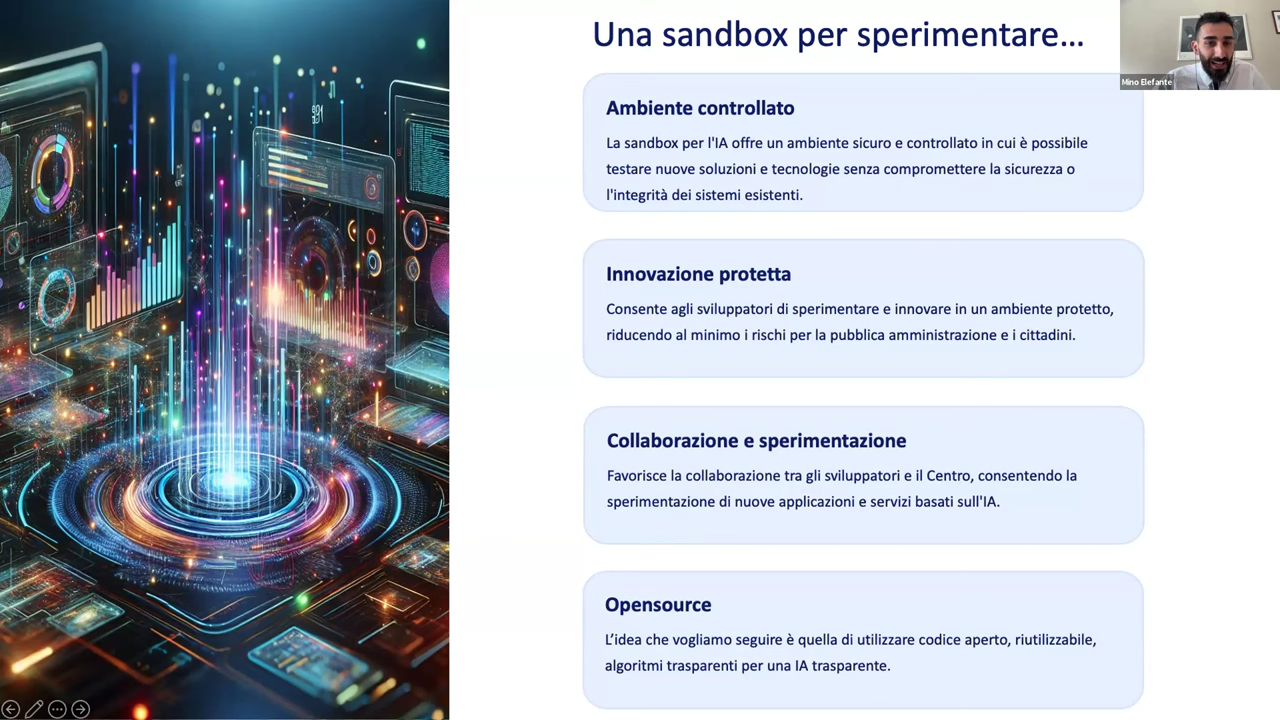 Una sandbox per sperimentare...
Mino Elefante
Ambiente controllato
La sandbox per l'IA offre un ambiente sicuro e controllato in cui è possibile
testare nuove soluzioni e tecnologie senza compromettere la sicurezza o
l'integrità dei sistemi esistenti.
Innovazione protetta
Consente agli sviluppatori di sperimentare e innovare in un ambiente protetto,
riducendo al minimo i rischi per la pubblica amministrazione e i cittadini.
Collaborazione e sperimentazione
Favorisce la collaborazione tra gli sviluppatori e il Centro, consentendo la
sperimentazione di nuove applicazioni e servizi basati sull'IA.
Opensource
L’idea che vogliamo seguire è quella di utilizzare codice aperto, riutilizzabile,
algoritmi trasparenti per una IA trasparente.